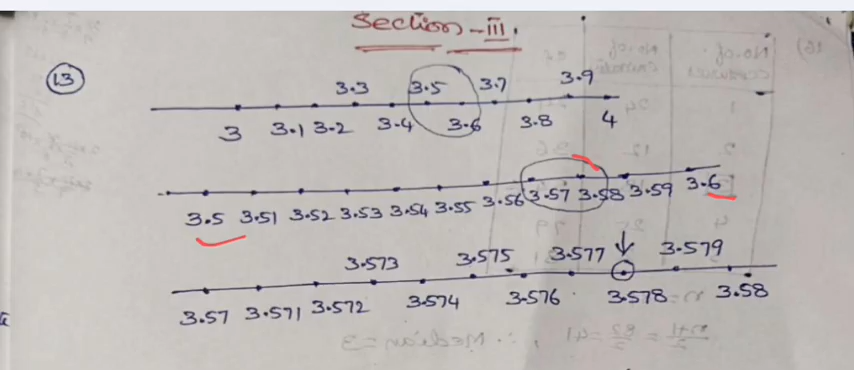 Section-III.
13
3.3 3.5 3.7 3.9
3 3.1 3.2 3.4 3.6 3.8 4
3.5 3.51 3.52 3.53 3.54 3.55 3.56 3.57 3.58 3.59 3.6
3.573 3.575 3.577 3.579
3.57 3.571 3.572 3.574 3.576 3.578 3.58